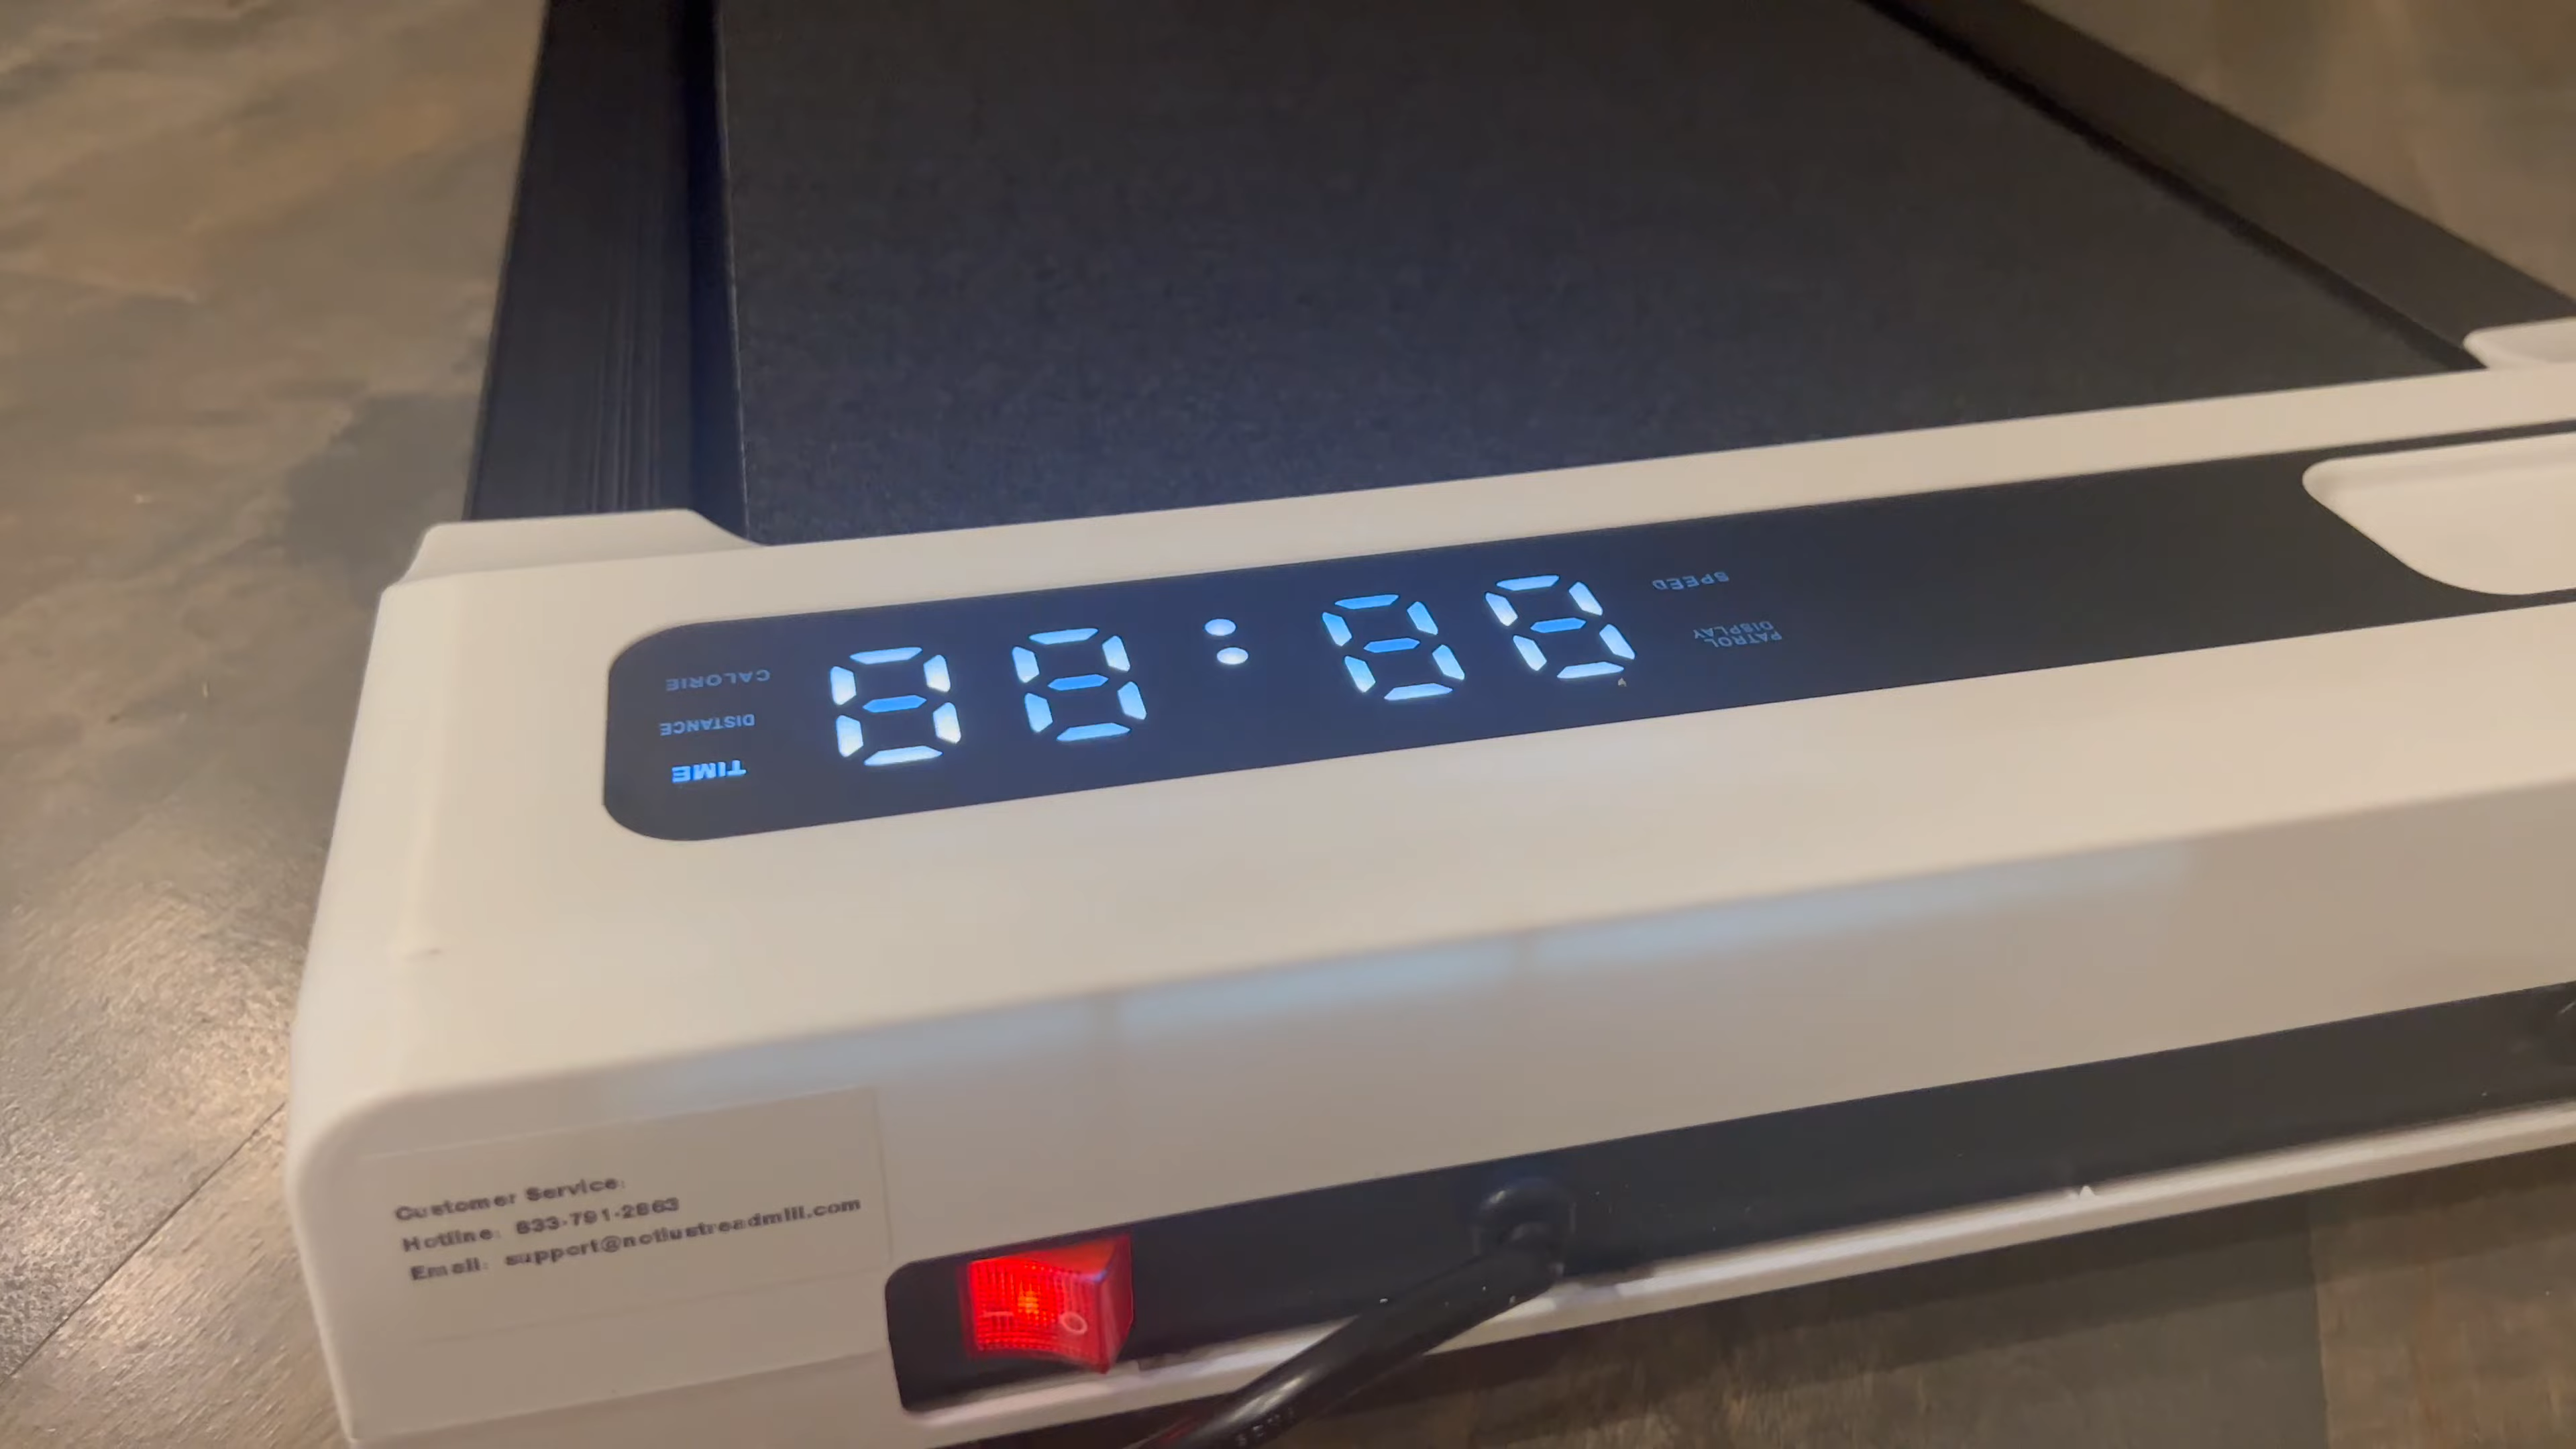 CALORIE
DISTANCE
TIME
88:88
SPEED
PATROL
DISPLAY
Customer Service:
Hotline: 833-791-2863
Email: support@notiustreadmill.com
I O